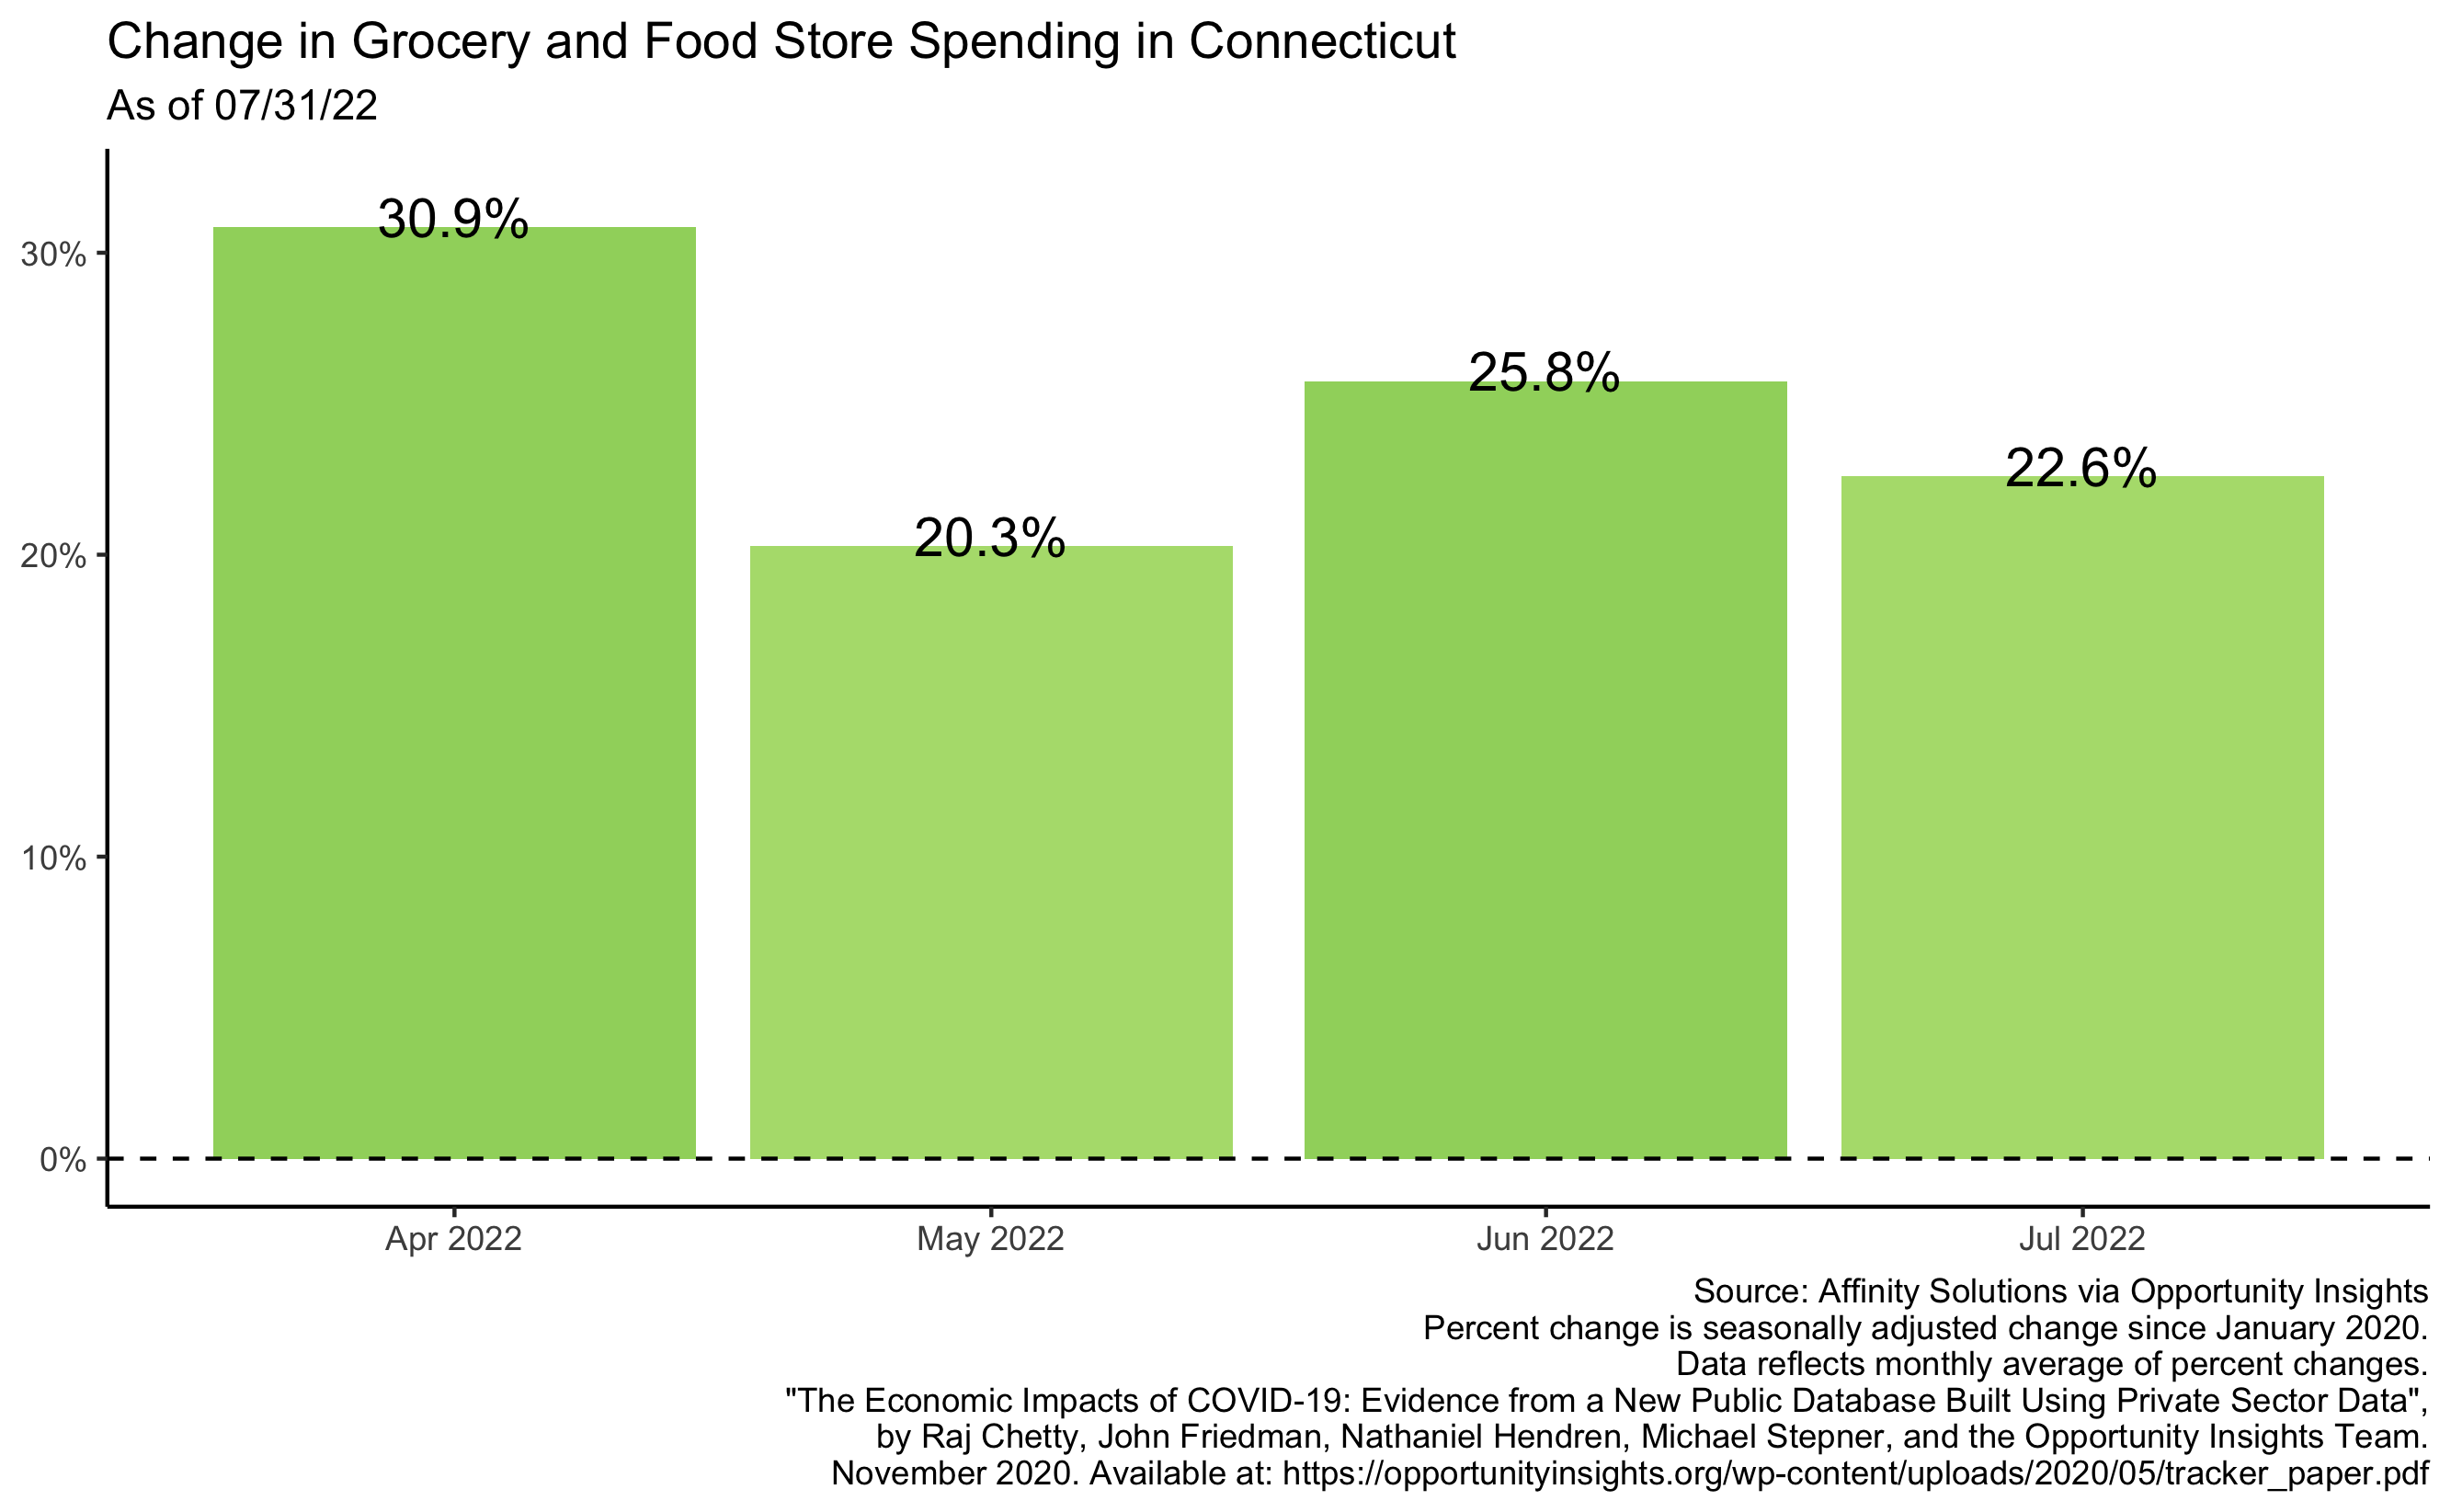 Change in Grocery and Food Store Spending in Connecticut
As of 07/31/22
30%
20%
10%
0%
30.9%
20.3%
25.8%
22.6%
Apr 2022
May 2022
Jun 2022
Jul 2022
Source: Affinity Solutions via Opportunity Insights
Percent change is seasonally adjusted change since January 2020.
Data reflects monthly average of percent changes.
"The Economic Impacts of COVID-19: Evidence from a New Public Database Built Using Private Sector Data",
by Raj Chetty, John Friedman, Nathaniel Hendren, Michael Stepner, and the Opportunity Insights Team.
November 2020. Available at: https://opportunityinsights.org/wp-content/uploads/2020/05/tracker_paper.pdf